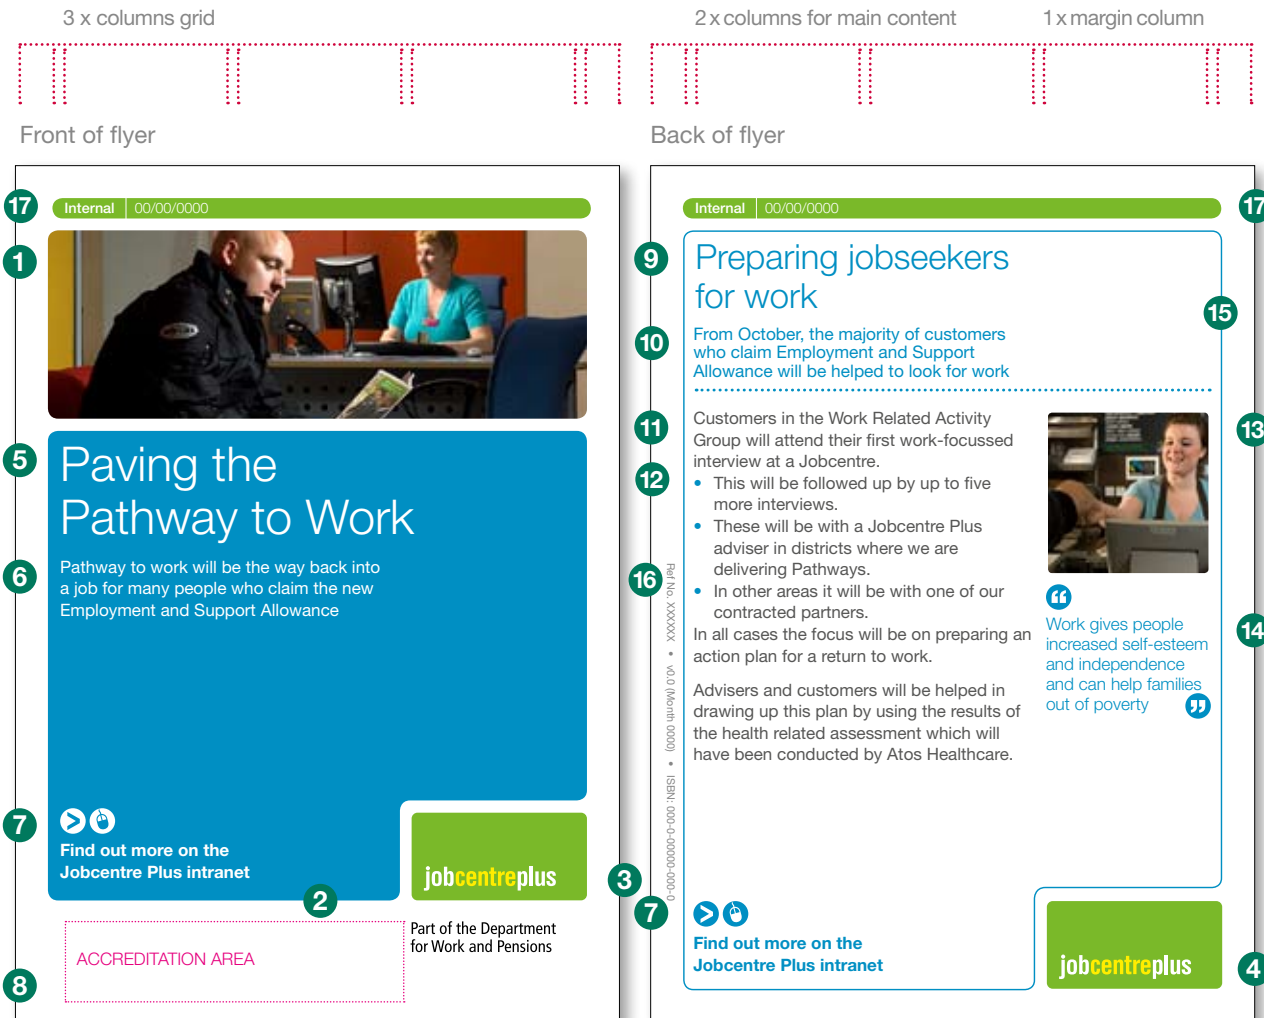 3 x columns grid
2 x columns for main content
1 x margin column
Front of flyer
Back of flyer
17
Internal
00/00/0000
1
5
Paving the
Pathway to Work
6
Pathway to work will be the way back into
a job for many people who claim the new
Employment and Support Allowance
7
Find out more on the
Jobcentre Plus intranet
2
jobcentreplus
3
Part of the Department
for Work and Pensions
ACCREDITATION AREA
8
Internal
00/00/0000
17
9
Preparing jobseekers
for work
15
10
From October, the majority of customers
who claim Employment and Support
Allowance will be helped to look for work
11
Customers in the Work Related Activity
Group will attend their first work-focussed
interview at a Jobcentre.
12
• This will be followed up by up to five
more interviews.
• These will be with a Jobcentre Plus
adviser in districts where we are
delivering Pathways.
• In other areas it will be with one of our
contracted partners.
In all cases the focus will be on preparing an
action plan for a return to work.
Advisers and customers will be helped in
drawing up this plan by using the results of
the health related assessment which will
have been conducted by Atos Healthcare.
13
“
Work gives people
increased self-esteem
and independence
and can help families
out of poverty ”
14
16
Ref No. XXXXXX • v0.0 (Month 0000) • ISBN: 000-0-00000-000-0
7
Find out more on the
Jobcentre Plus intranet
jobcentreplus
4